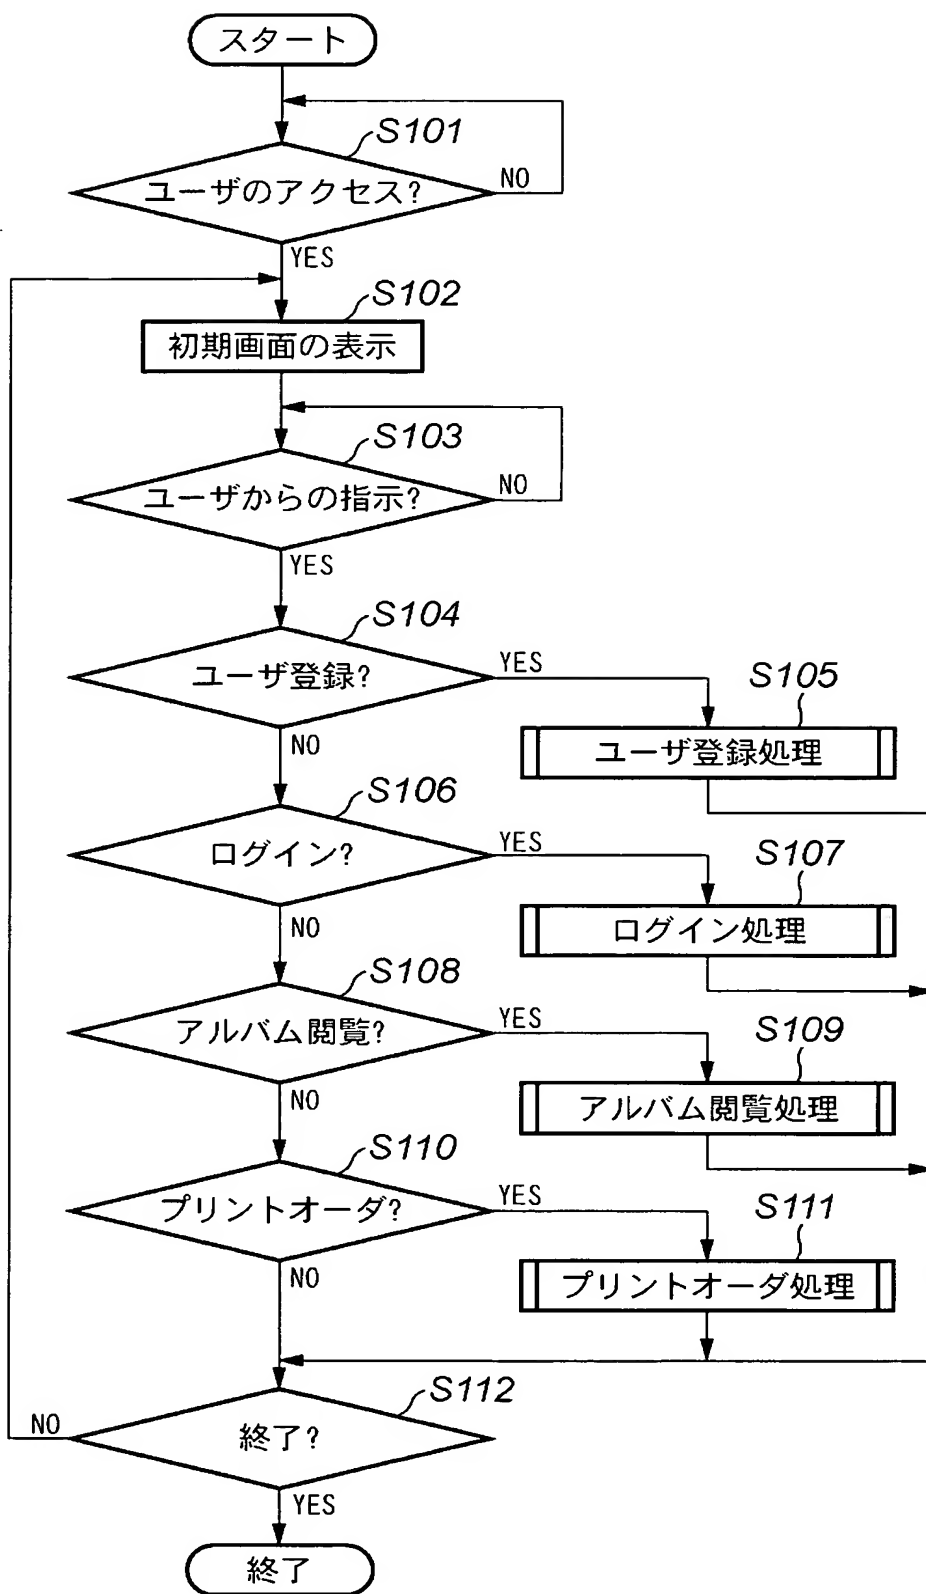 スタート
S101
ユーザのアクセス?
NO
YES
S102
初期画面の表示
S103
ユーザからの指示?
NO
YES
S104
ユーザ登録?
YES
S105
NO
ユーザ登録処理
S106
ログイン?
YES
S107
NO
ログイン処理
S108
アルバム閲覧?
YES
S109
NO
アルバム閲覧処理
S110
プリントオーダ?
YES
S111
NO
プリントオーダ処理
S112
NO
終了?
YES
終了